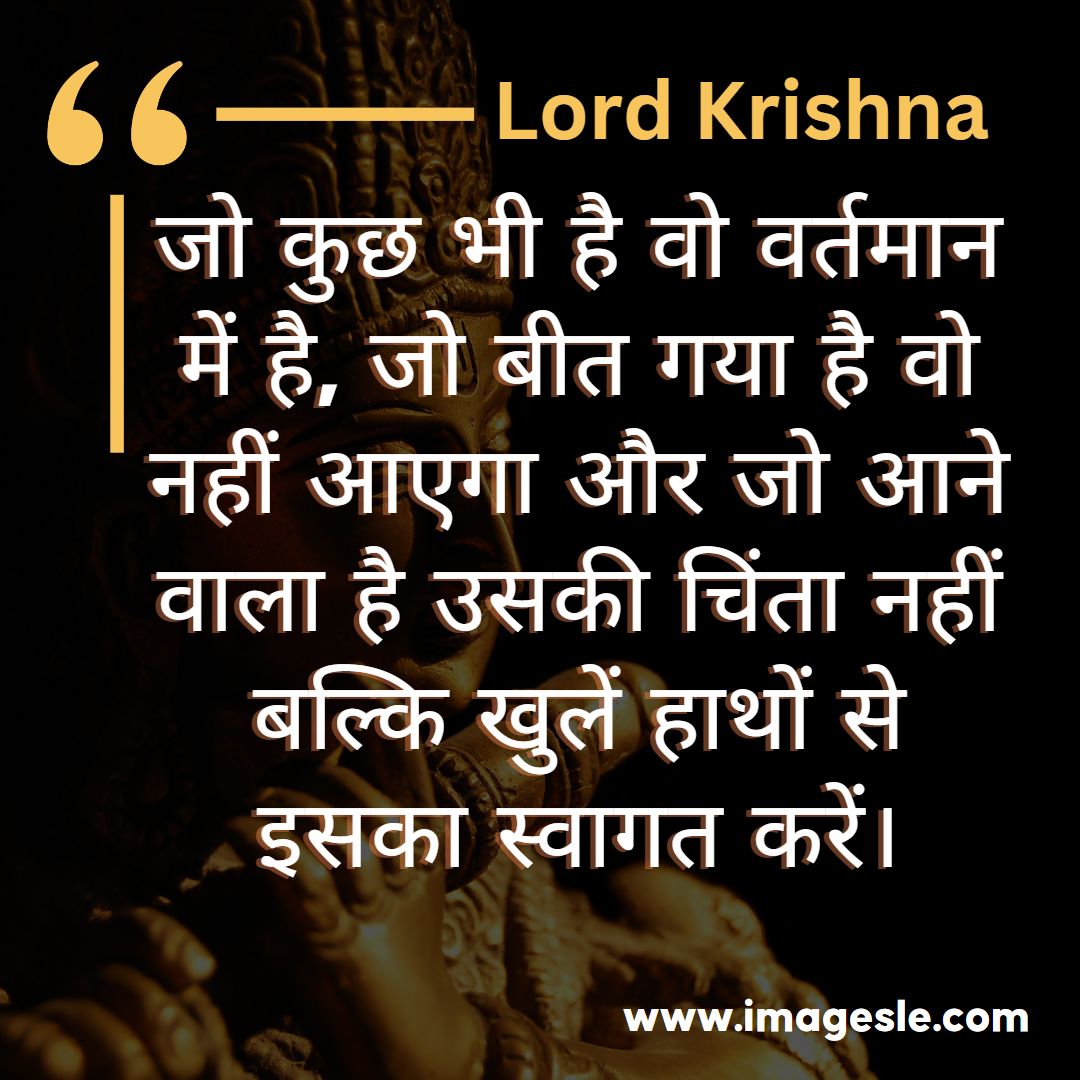 Lord Krishna
जो कुछ भी है वो वर्तमान
में है, जो बीत गया है वो
नहीं आएगा और जो आने
वाला है उसकी चिंता नहीं
बल्कि खुलें हाथों से
इसका स्वागत करें।
www.imagesle.com